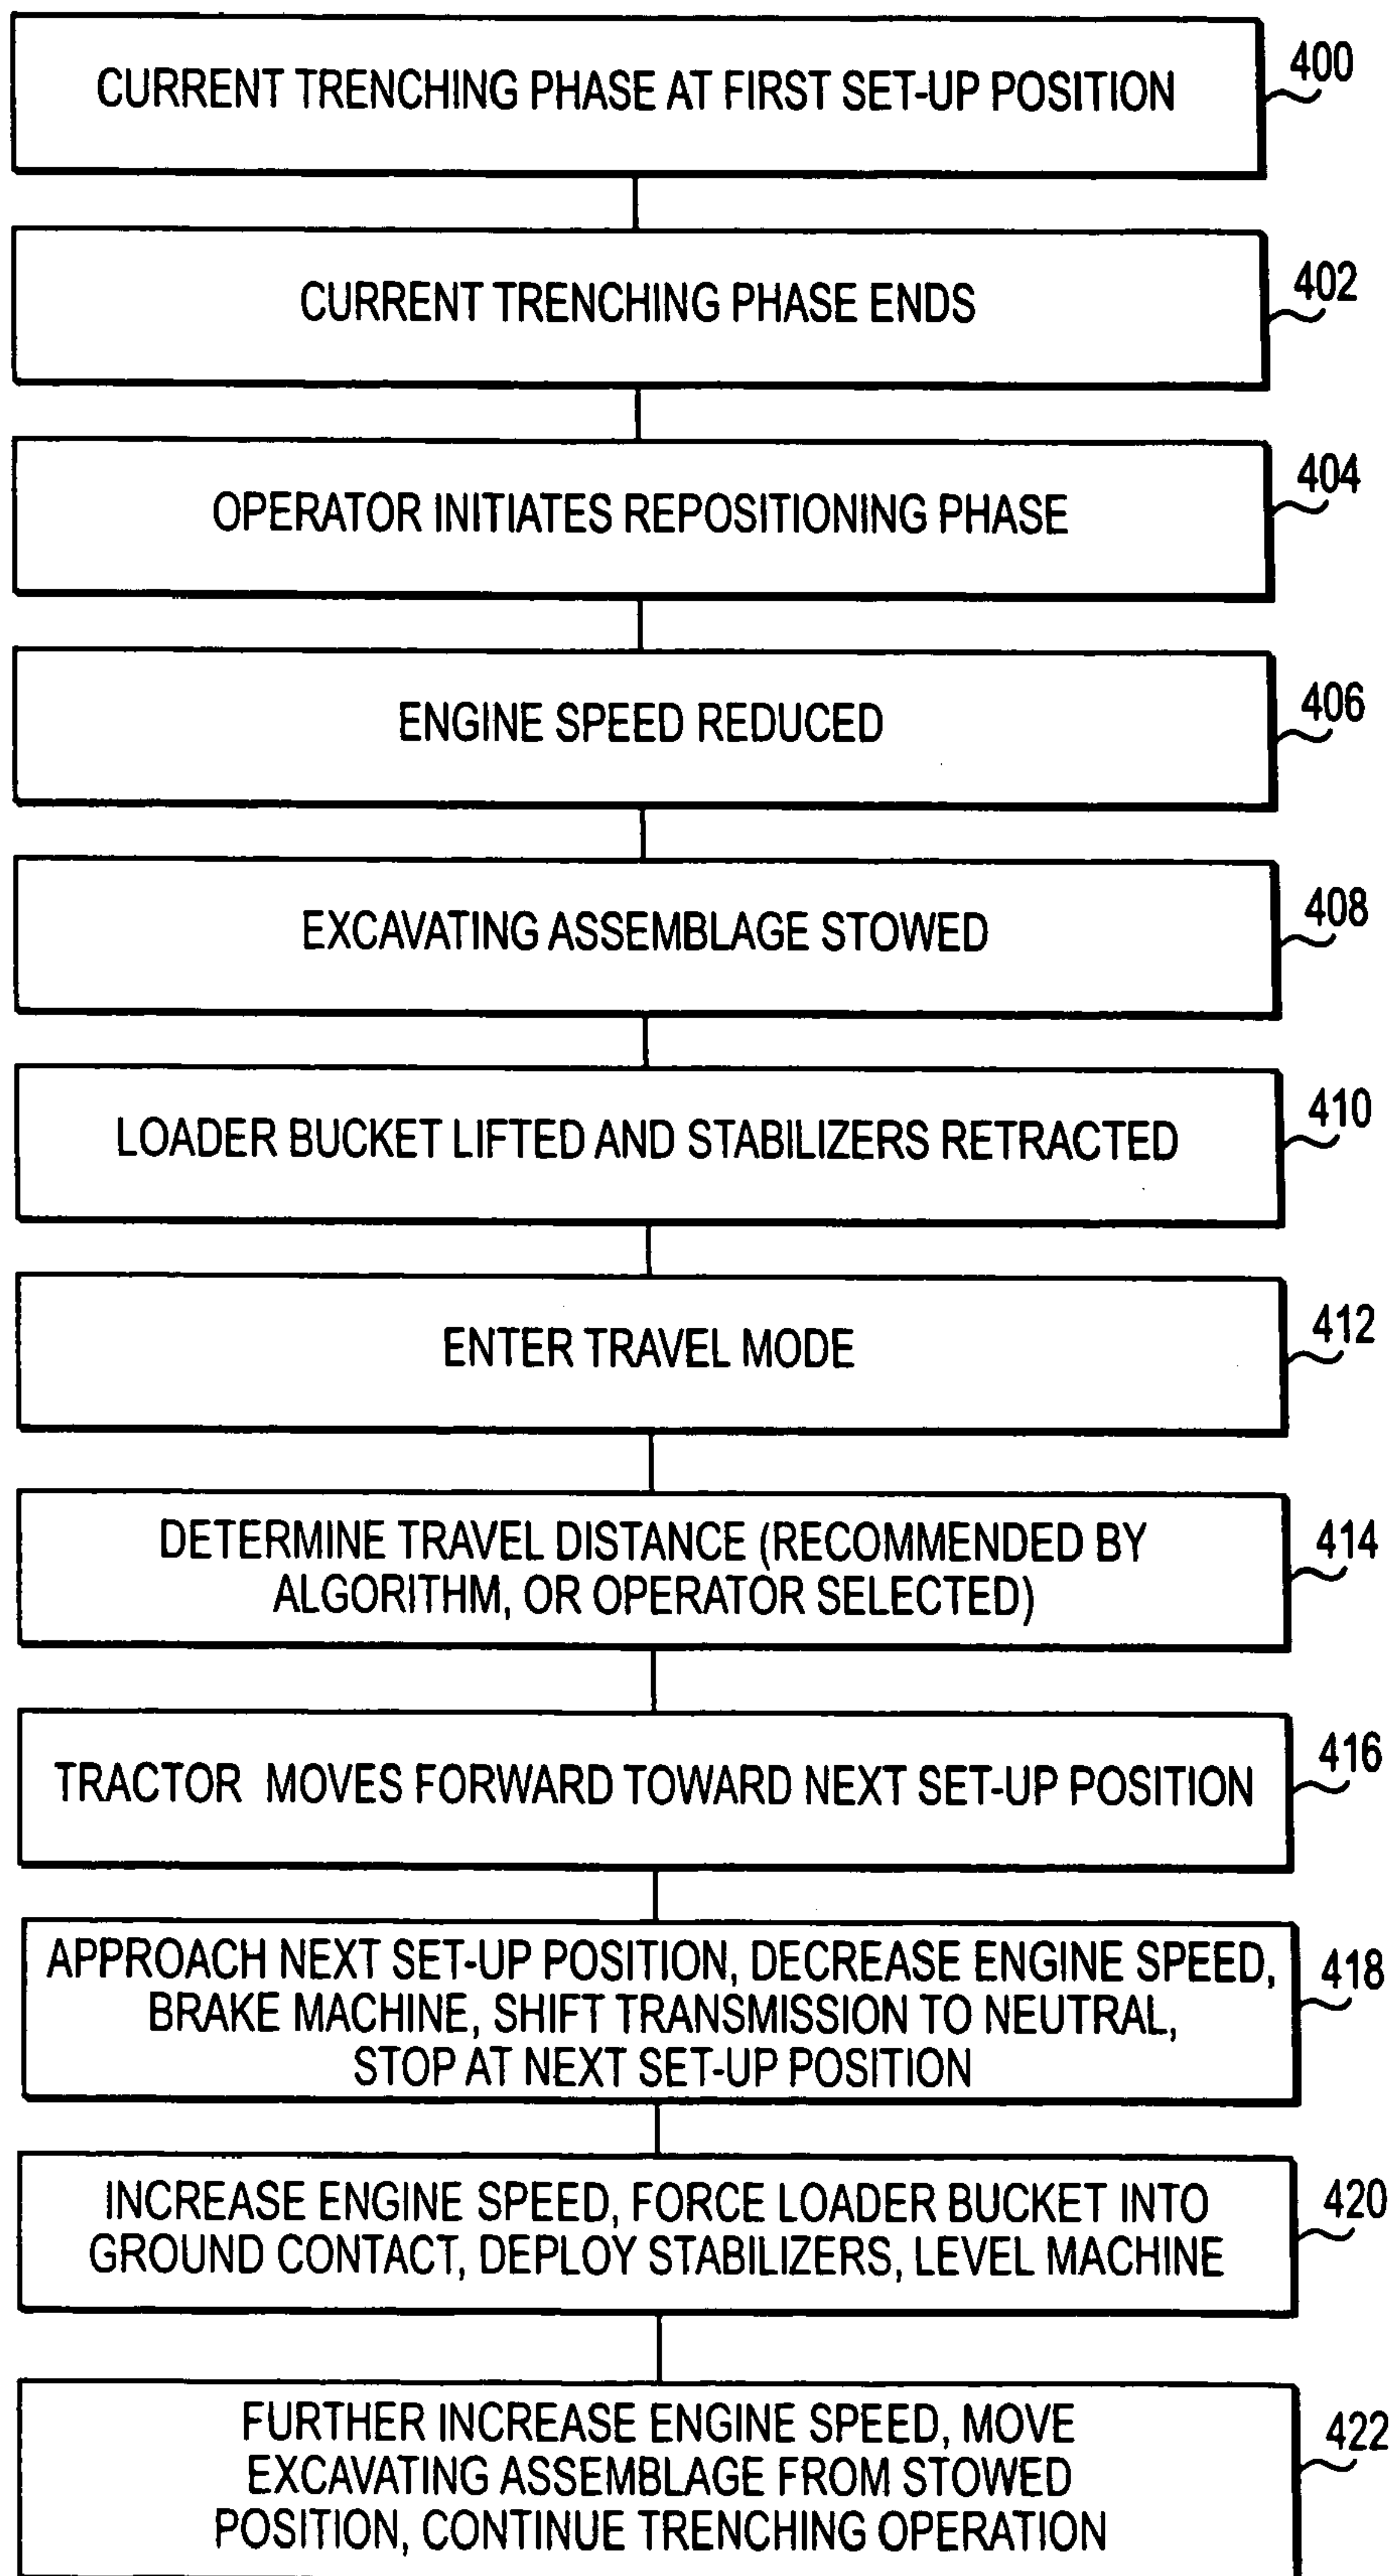 CURRENT TRENCHING PHASE AT FIRST SET-UP POSITION
400
CURRENT TRENCHING PHASE ENDS
402
OPERATOR INITIATES REPOSITIONING PHASE
404
ENGINE SPEED REDUCED
406
EXCAVATING ASSEMBLAGE STOWED
408
LOADER BUCKET LIFTED AND STABILIZERS RETRACTED
410
ENTER TRAVEL MODE
412
DETERMINE TRAVEL DISTANCE (RECOMMENDED BY
ALGORITHM, OR OPERATOR SELECTED)
414
TRACTOR MOVES FORWARD TOWARD NEXT SET-UP POSITION
416
APPROACH NEXT SET-UP POSITION, DECREASE ENGINE SPEED,
BRAKE MACHINE, SHIFT TRANSMISSION TO NEUTRAL,
STOP AT NEXT SET-UP POSITION
418
INCREASE ENGINE SPEED, FORCE LOADER BUCKET INTO
GROUND CONTACT, DEPLOY STABILIZERS, LEVEL MACHINE
420
FURTHER INCREASE ENGINE SPEED, MOVE
EXCAVATING ASSEMBLAGE FROM STOWED
POSITION, CONTINUE TRENCHING OPERATION
422